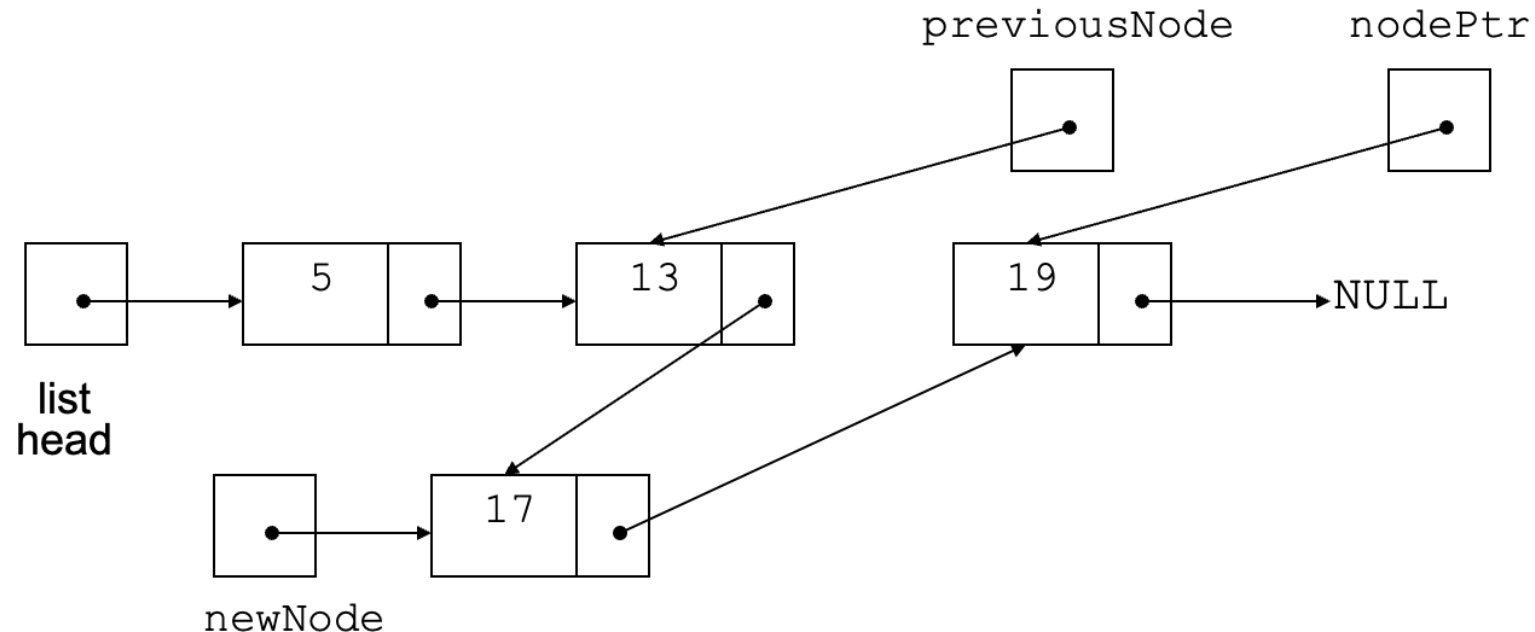 previousNode
nodePtr
5
13
19
NULL
list
head
17
newNode